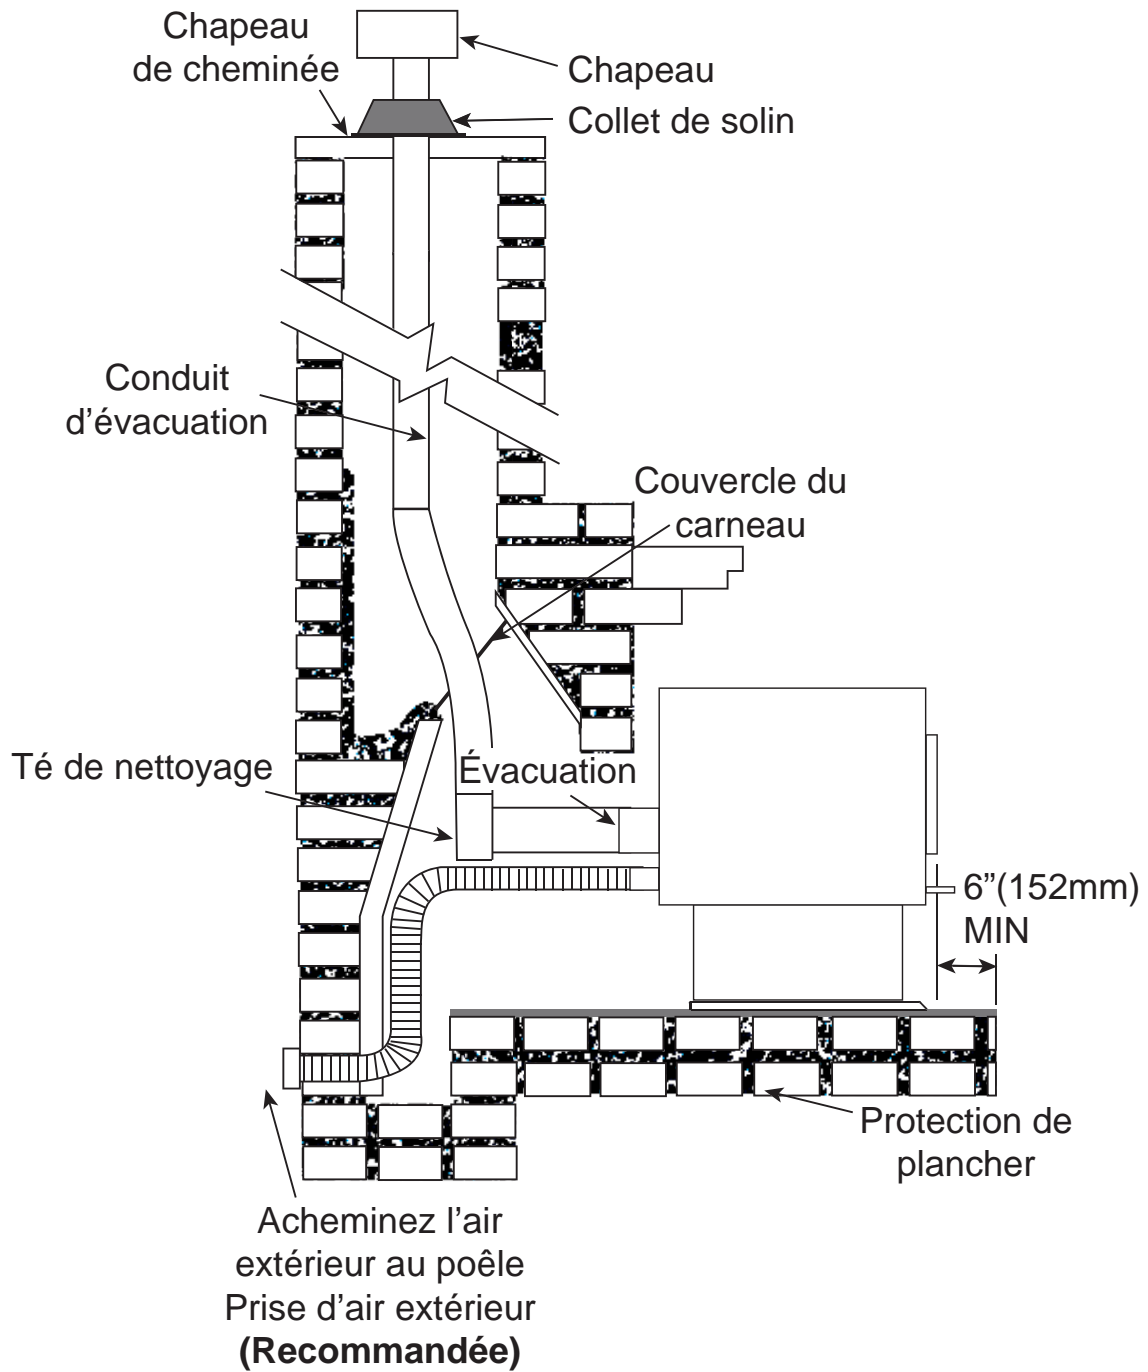 Chapeau
de cheminée
Chapeau
Collet de solin
Conduit
d’évacuation
Couvercle du
carneau
Té de nettoyage
Évacuation
6”(152mm)
MIN
Protection de
plancher
Acheminez l’air
extérieur au poêle
Prise d’air extérieur
(Recommandée)